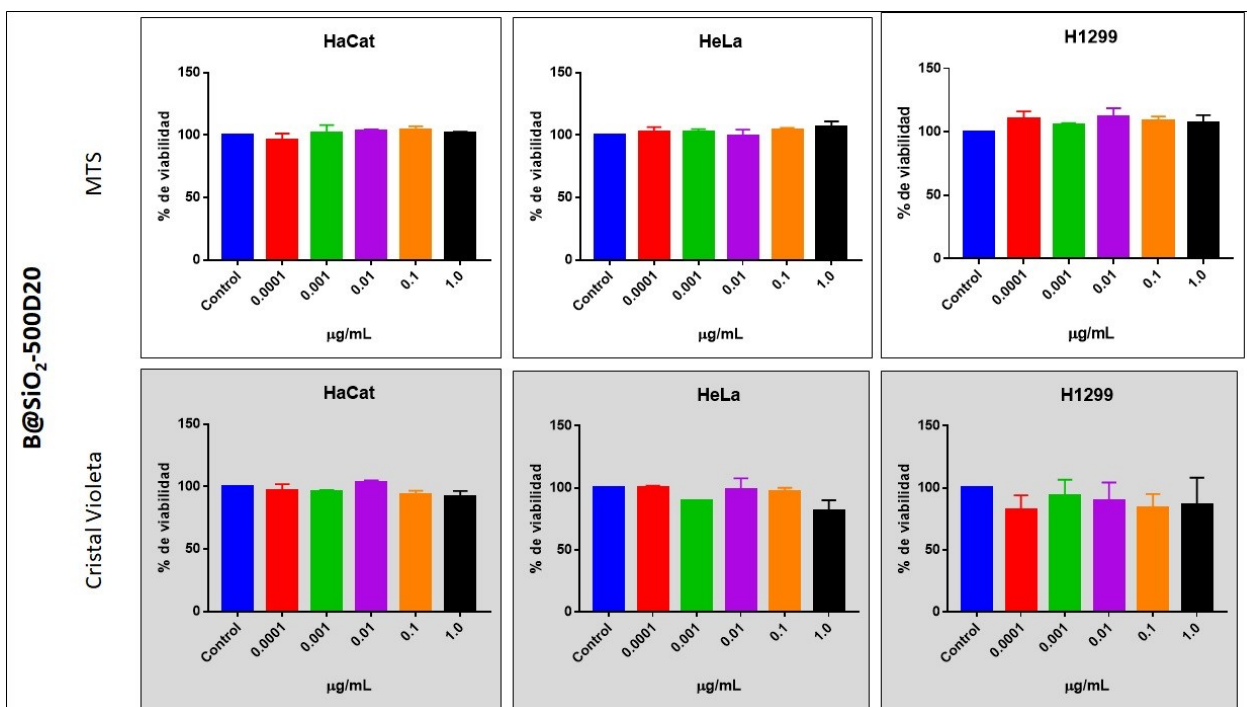 B@SiO₂-500D20
MTS
HaCat
% de viabilidad
150
100
50
0
Control
0.0001
0.001
0.01
0.1
1.0
µg/mL
HeLa
% de viabilidad
150
100
50
0
Control
0.0001
0.001
0.01
0.1
1.0
µg/mL
H1299
% de viabilidad
150
100
50
0
Control
0.0001
0.001
0.01
0.1
1.0
µg/mL
Cristal Violeta
HaCat
% de viabilidad
150
100
50
0
Control
0.0001
0.001
0.01
0.1
1.0
µg/mL
HeLa
% de viabilidad
150
100
50
0
Control
0.0001
0.001
0.01
0.1
1.0
µg/mL
H1299
% de viabilidad
150
100
50
0
Control
0.0001
0.001
0.01
0.1
1.0
µg/mL